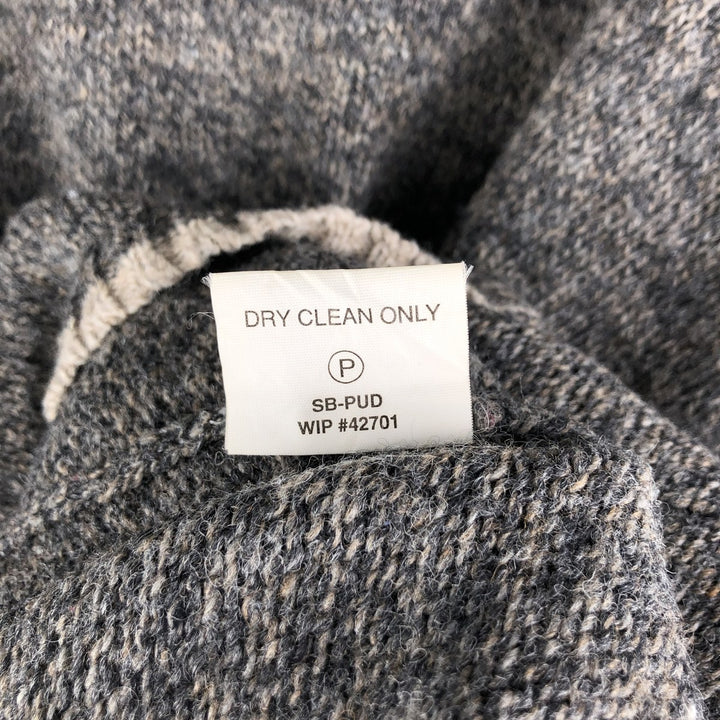 DRY CLEAN ONLY
P
SB-PUD
WIP #42701